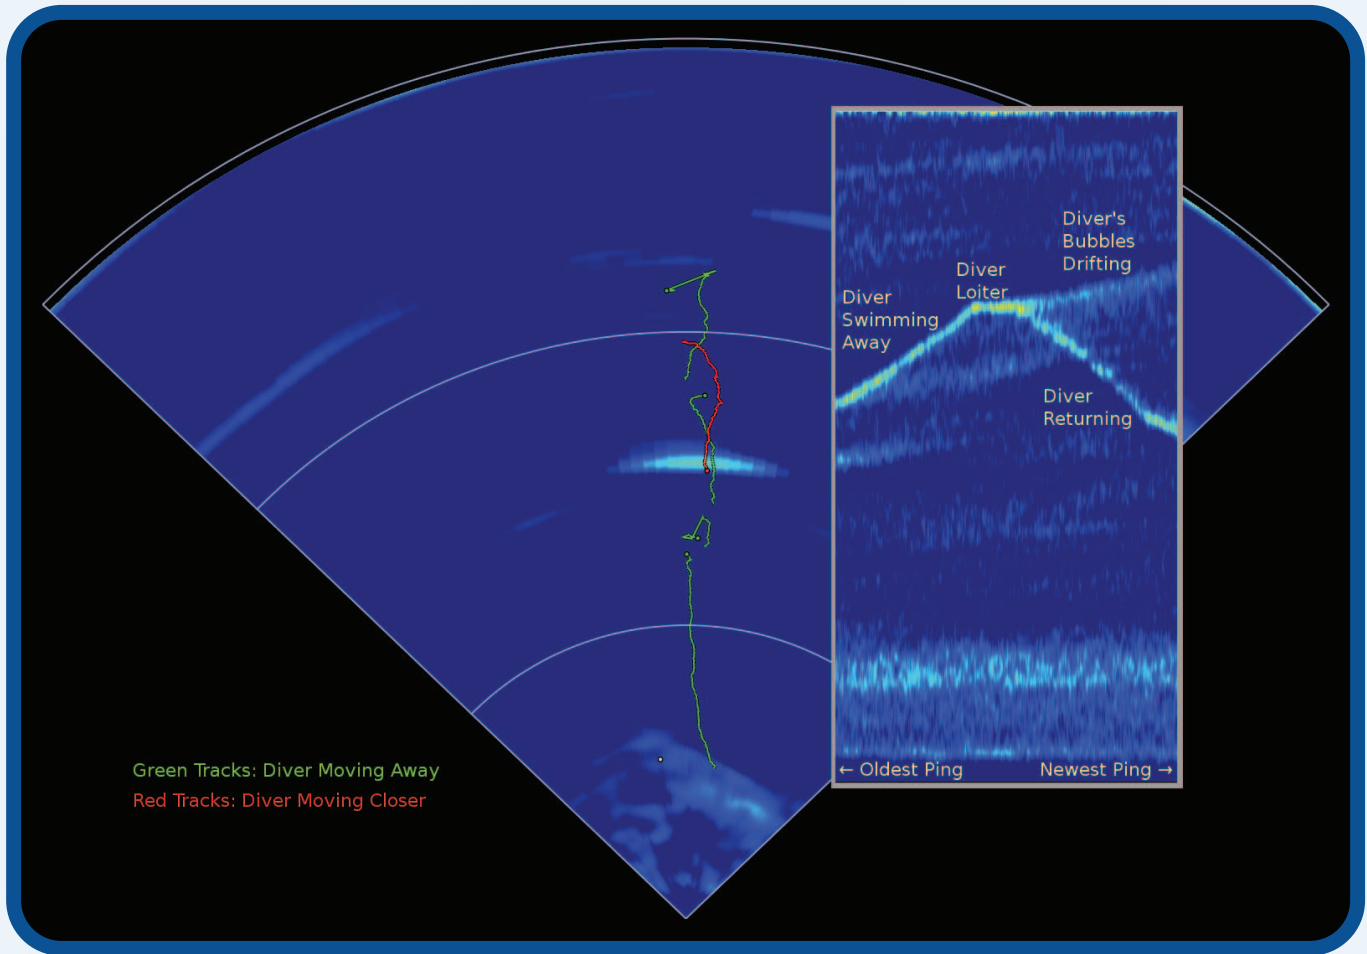 Diver's
Bubbles
Drifting
Diver
Loiter
Diver
Swimming
Away
Diver
Returning
← Oldest Ping
Newest Ping →
Green Tracks: Diver Moving Away
Red Tracks: Diver Moving Closer